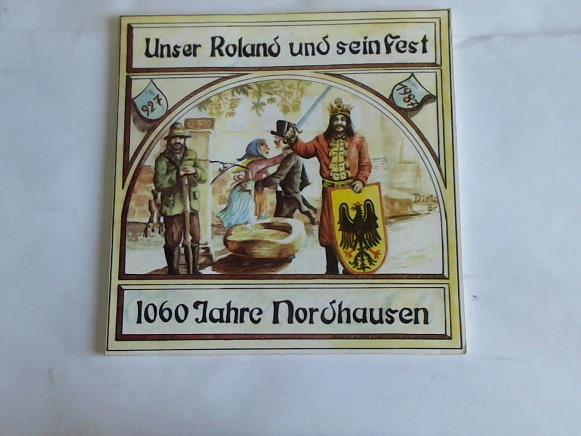 Unser Roland und sein Fest
927
1987
1060 Jahre Nordhausen